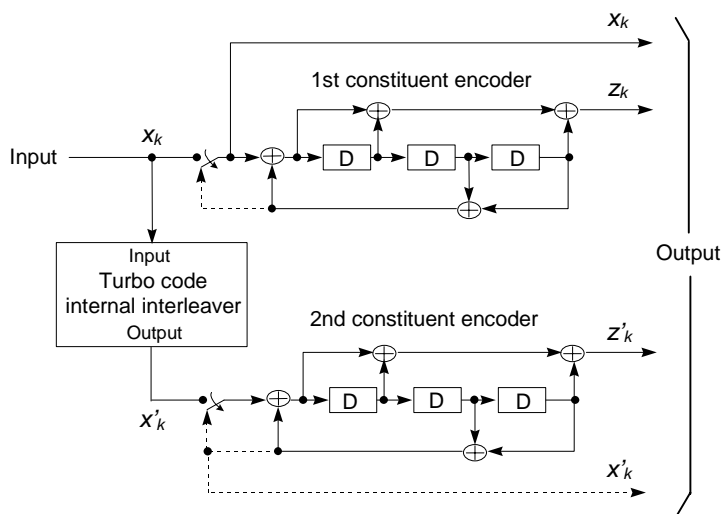 x_k
1st constituent encoder
z_k
x_k
Input
D
D
D
Input
Turbo code
internal interleaver
Output
Output
2nd constituent encoder
z'_k
D
D
D
x'_k
x'_k